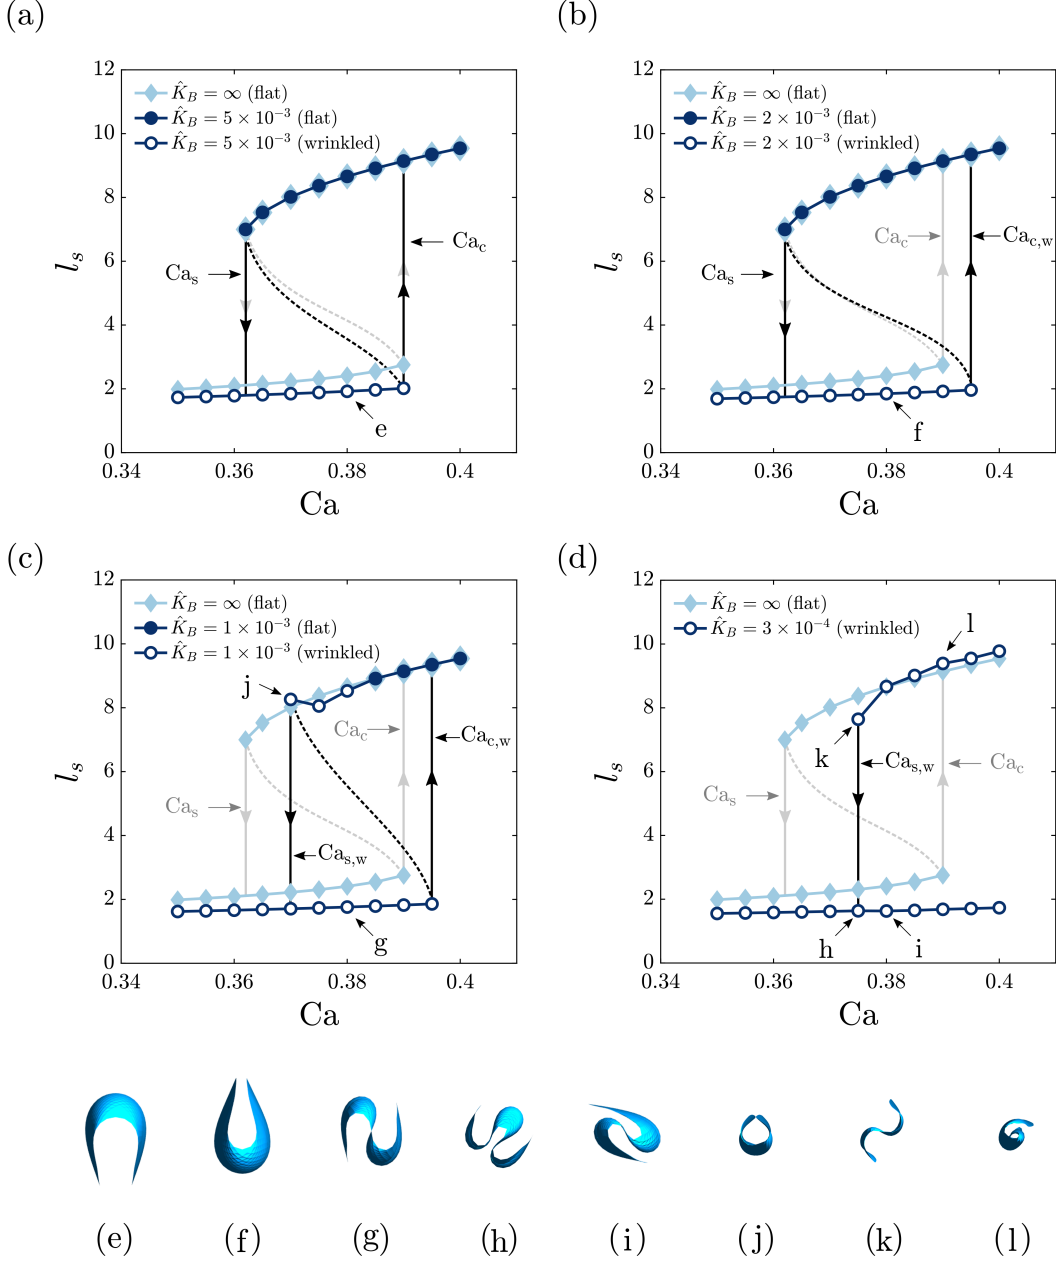 (a)
12
10
8
6
4
2
0
l_s
K̂_B = ∞ (flat)
K̂_B = 5 × 10⁻³ (flat)
K̂_B = 5 × 10⁻³ (wrinkled)
Ca_s
Ca_c
e
0.34 0.36 0.38 0.4
Ca
(b)
12
10
8
6
4
2
0
l_s
K̂_B = ∞ (flat)
K̂_B = 2 × 10⁻³ (flat)
K̂_B = 2 × 10⁻³ (wrinkled)
Ca_c
Ca_c,w
Ca_s
f
0.34 0.36 0.38 0.4
Ca
(c)
12
10
8
6
4
2
0
l_s
K̂_B = ∞ (flat)
K̂_B = 1 × 10⁻³ (flat)
K̂_B = 1 × 10⁻³ (wrinkled)
j
Ca_c
Ca_c,w
Ca_s
Ca_s,w
g
0.34 0.36 0.38 0.4
Ca
(d)
12
10
8
6
4
2
0
l_s
K̂_B = ∞ (flat)
K̂_B = 3 × 10⁻⁴ (wrinkled)
l
k
Ca_s,w
Ca_c
Ca_s
h
i
0.34 0.36 0.38 0.4
Ca
(e) (f) (g) (h) (i) (j) (k) (l)